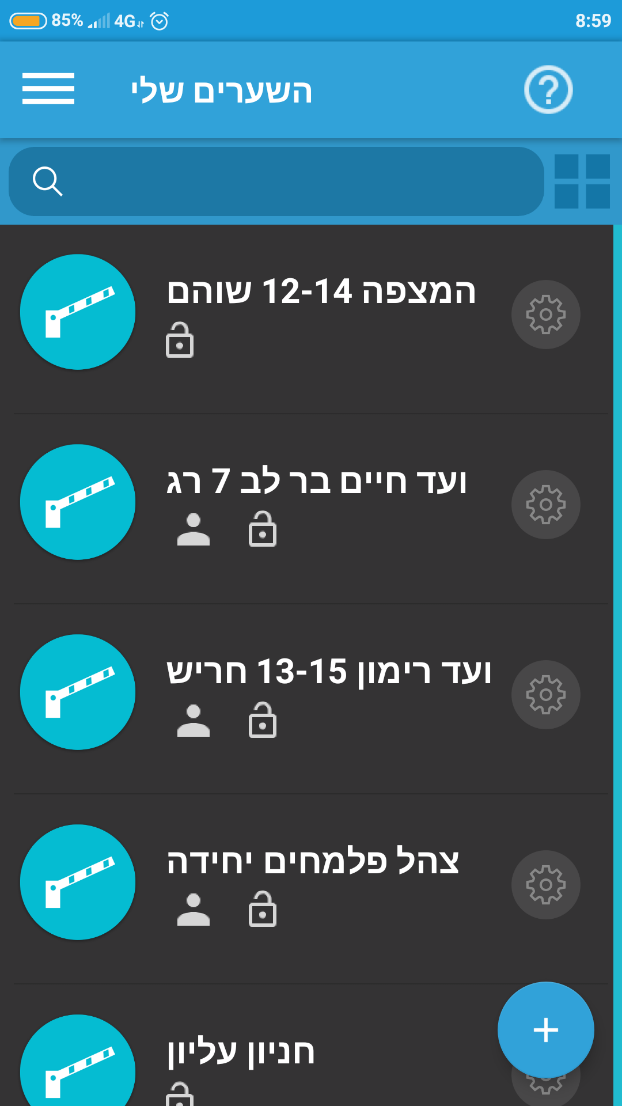 85% 4G 8:59
השערים שלי
המצפה 12-14 שוהם
ועד חיים בר לב 7 רג
ועד רימון 13-15 חריש
צהל פלמחים יחידה
חניון עליון